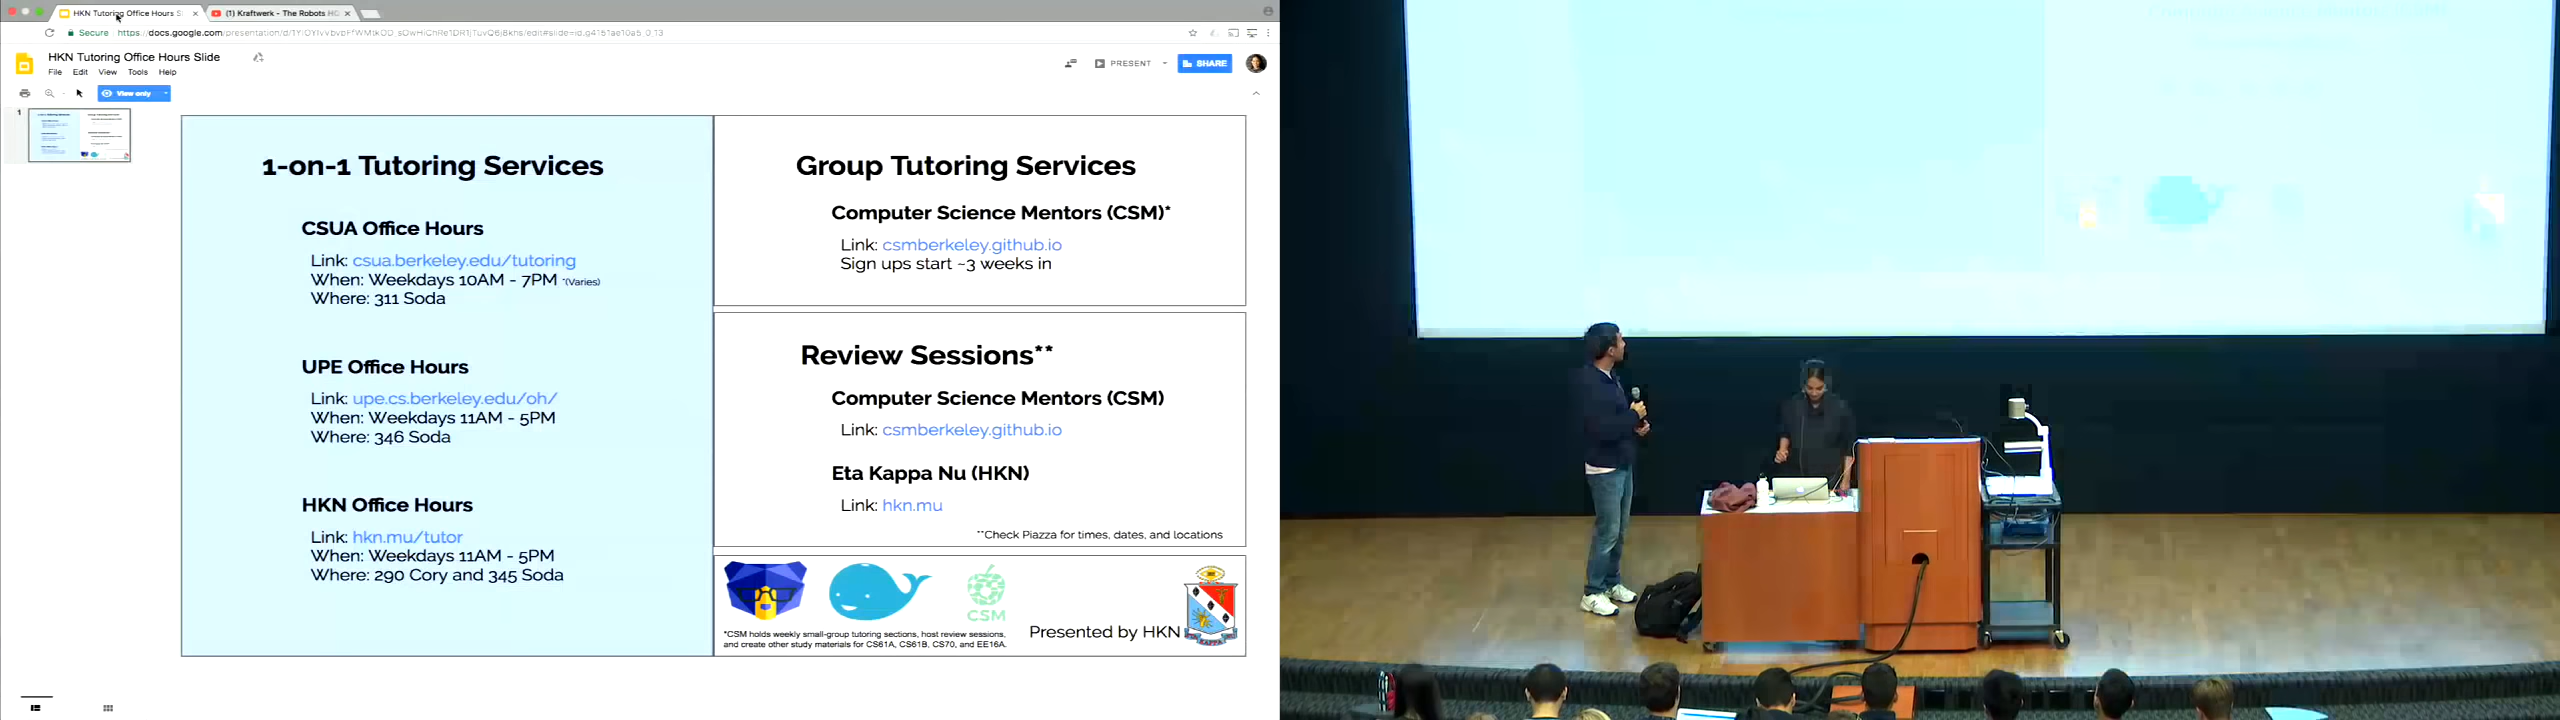 HKN Tutoring Office Hours Sl
(1) Kraftwerk - The Robots HD
Secure
HKN Tutoring Office Hours Slide
File Edit View Tools Help
PRESENT
SHARE
View only
1
1-on-1 Tutoring Services
CSUA Office Hours
Link: csua.berkeley.edu/tutoring
When: Weekdays 10AM - 7PM *(Varies)
Where: 311 Soda
UPE Office Hours
Link: upe.cs.berkeley.edu/oh/
When: Weekdays 11AM - 5PM
Where: 346 Soda
HKN Office Hours
Link: hkn.mu/tutor
When: Weekdays 11AM - 5PM
Where: 290 Cory and 345 Soda
Group Tutoring Services
Computer Science Mentors (CSM)*
Link: csmberkeley.github.io
Sign ups start ~3 weeks in
Review Sessions**
Computer Science Mentors (CSM)
Link: csmberkeley.github.io
Eta Kappa Nu (HKN)
Link: hkn.mu
**Check Piazza for times, dates, and locations
CSM
*CSM holds weekly small-group tutoring sections, host review sessions,
and create other study materials for CS61A, CS61B, CS70, and EE16A.
Presented by HKN